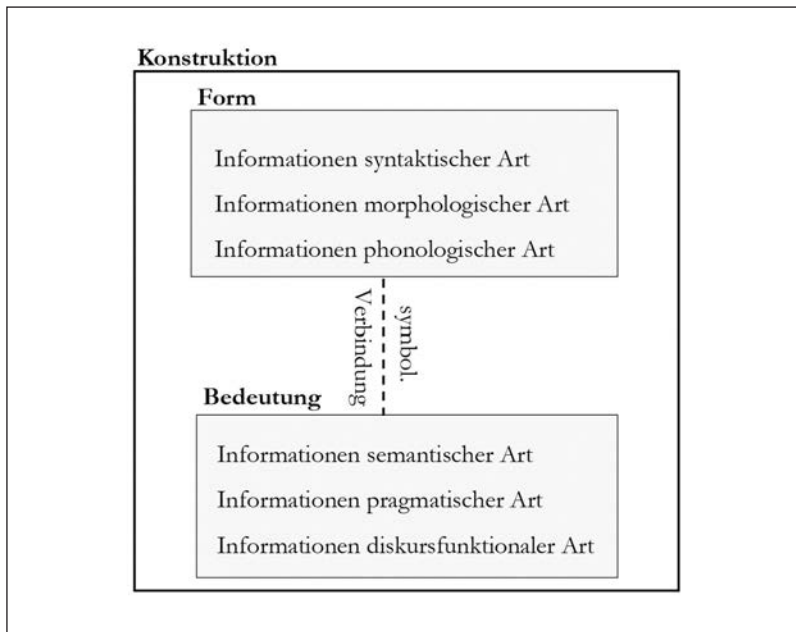 Konstruktion
Form
Informationen syntaktischer Art
Informationen morphologischer Art
Informationen phonologischer Art
symbol.
Verbindung
Bedeutung
Informationen semantischer Art
Informationen pragmatischer Art
Informationen diskursfunktionaler Art